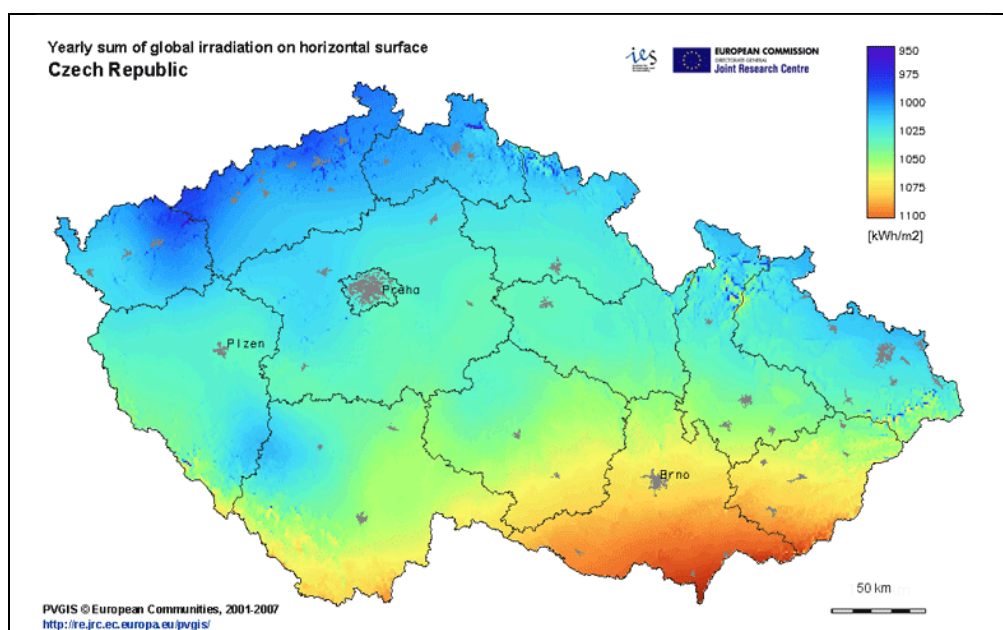 Yearly sum of global irradiation on horizontal surface
Czech Republic
ies
EUROPEAN COMMISSION
DIRECTORATE GENERAL
Joint Research Centre
950
975
1000
1025
1050
1075
1100
[kWh/m2]
Praha
Plzen
Brno
50 km
PVGIS © European Communities, 2001-2007
http://re.jrc.ec.europa.eu/pvgis/